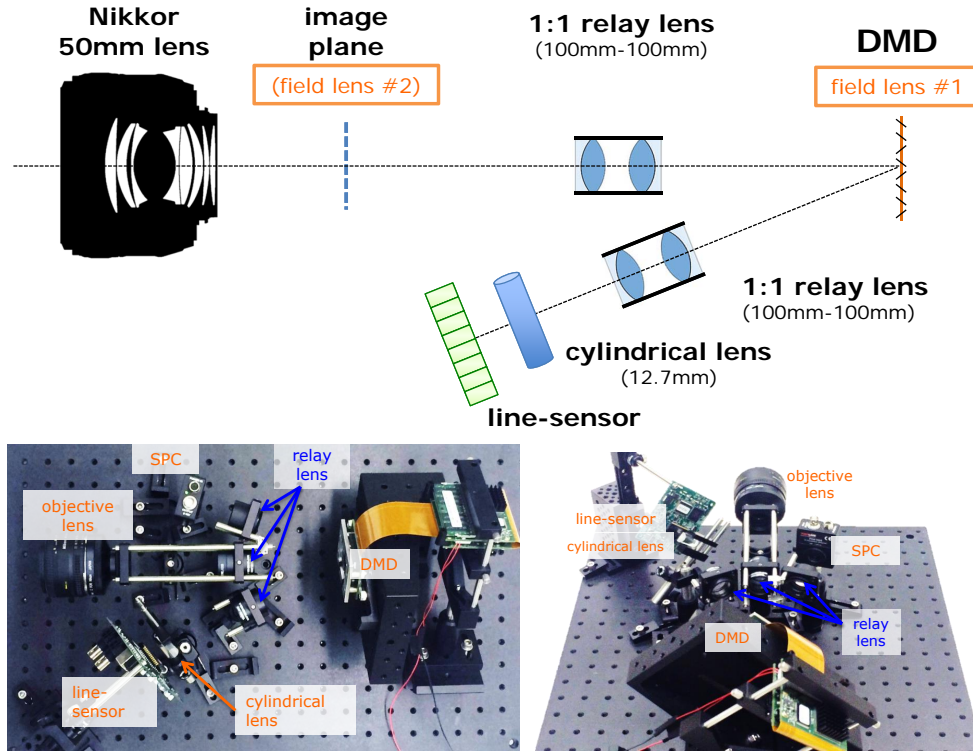 Nikkor
50mm lens
image
plane
(field lens #2)
1:1 relay lens
(100mm-100mm)
DMD
field lens #1
1:1 relay lens
(100mm-100mm)
cylindrical lens
(12.7mm)
line-sensor
SPC
relay
lens
objective
lens
DMD
line-
sensor
cylindrical
lens
objective
lens
line-sensor
cylindrical lens
SPC
relay
lens
DMD